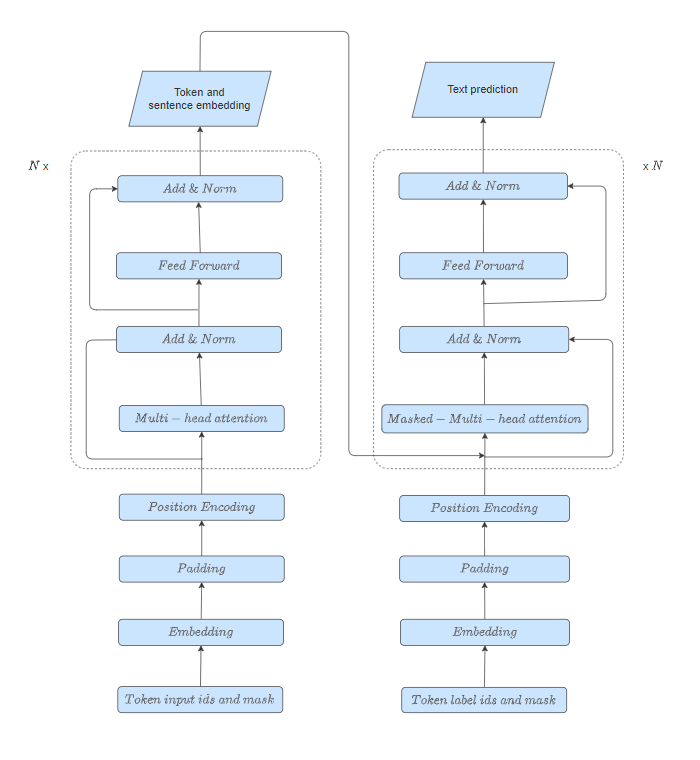 Token and
sentence embedding
N x
Add & Norm
Feed Forward
Add & Norm
Multi – head attention
Position Encoding
Padding
Embedding
Token input ids and mask
Text prediction
x N
Add & Norm
Feed Forward
Add & Norm
Masked – Multi – head attention
Position Encoding
Padding
Embedding
Token label ids and mask